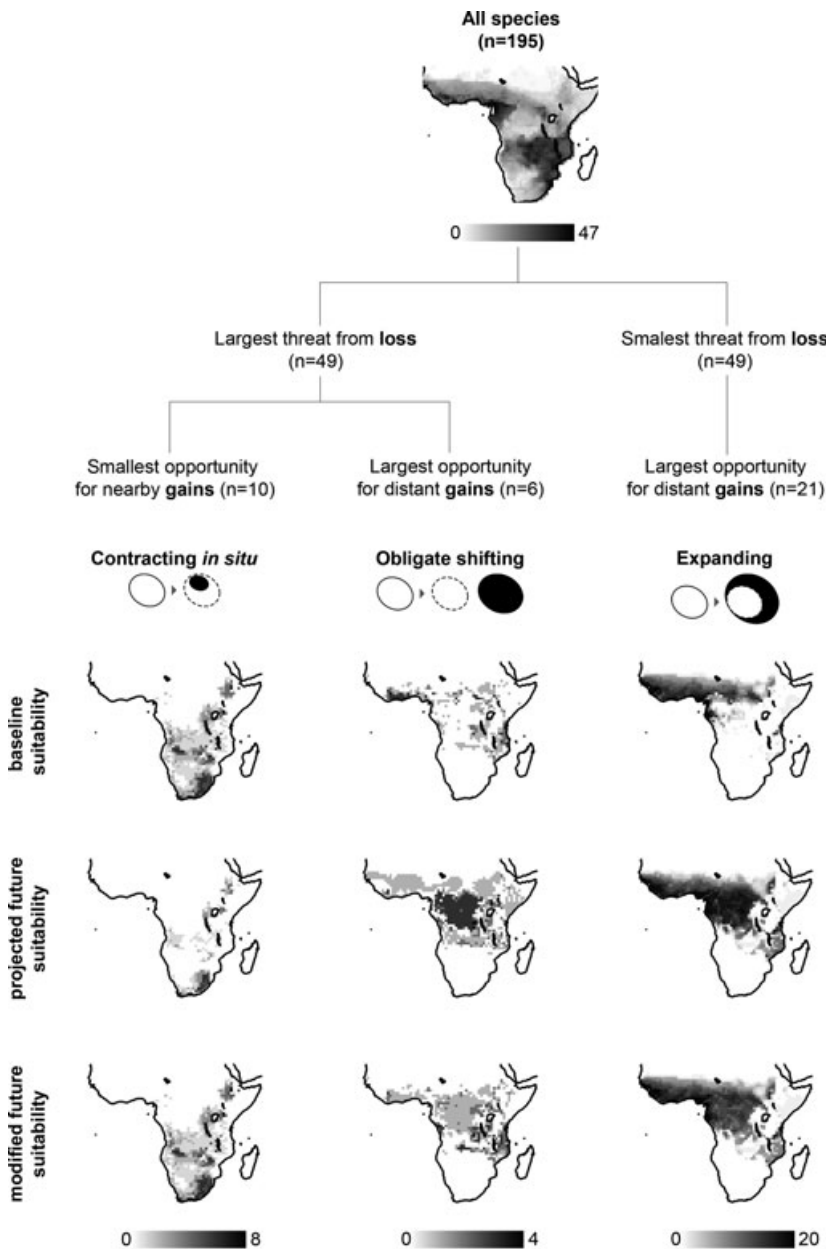 All species
(n=195)
0 47
Largest threat from loss
(n=49)
Smalest threat from loss
(n=49)
Smallest opportunity
for nearby gains (n=10)
Largest opportunity
for distant gains (n=6)
Largest opportunity
for distant gains (n=21)
Contracting in situ
Obligate shifting
Expanding
baseline
suitability
projected future
suitability
modified future
suitability
0 8
0 4
0 20